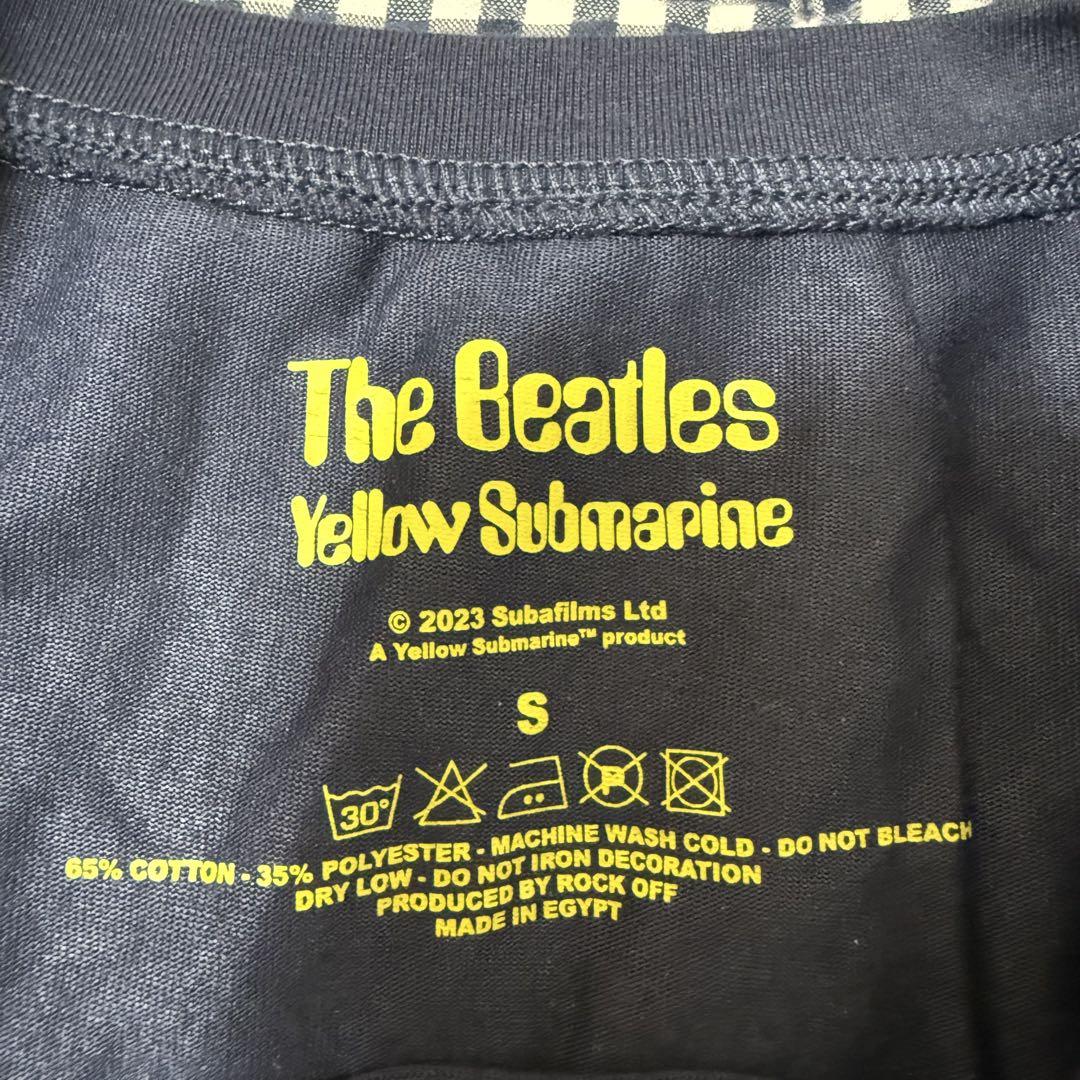 The Beatles
Yellow Submarine
© 2023 Subafilms Ltd
A Yellow Submarine™ product
S
30° P
65% COTTON - 35% POLYESTER - MACHINE WASH COLD - DO NOT BLEACH
DRY LOW - DO NOT IRON DECORATION
PRODUCED BY ROCK OFF
MADE IN EGYPT